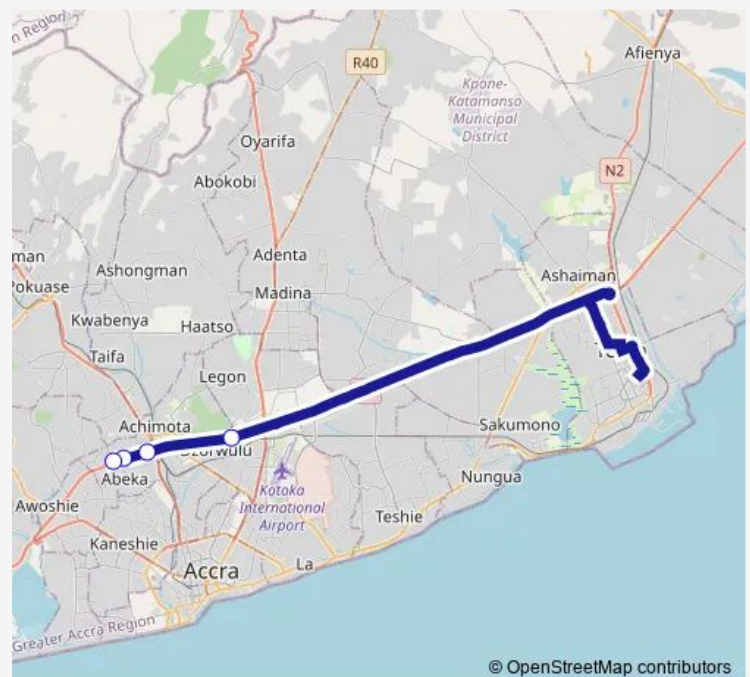 n Region
R40
Afienya
Kpone-
Katamanso
Municipal
District
Oyarifa
Abokobi
N2
man
Pokuase
Ashongman
Adenta
Ashaiman
Madina
Kwabenya
Haatso
Taifa
Legon
Achimota
Dzorwulu
Sakumono
Abeka
Kotoka
International
Airport
Nungua
Awoshie
Teshie
Kaneshie
Accra
La
Greater Accra Region
© OpenStreetMap contributors